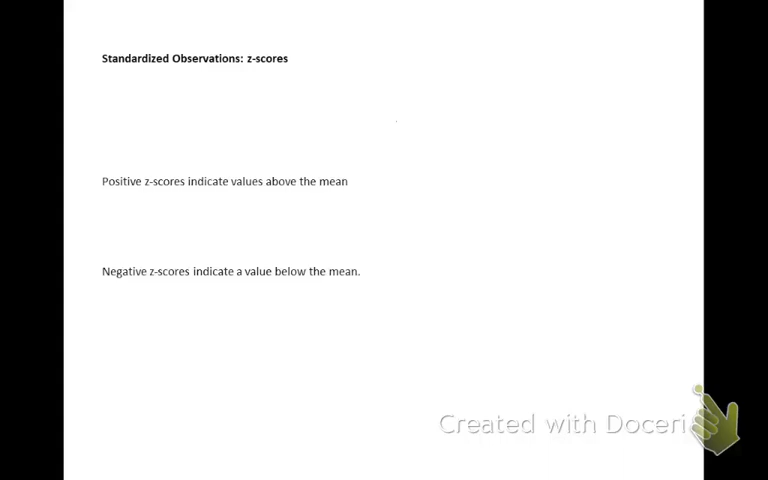 Standardized Observations: z-scores
Positive z-scores indicate values above the mean
Negative z-scores indicate a value below the mean.
Created with Doceri